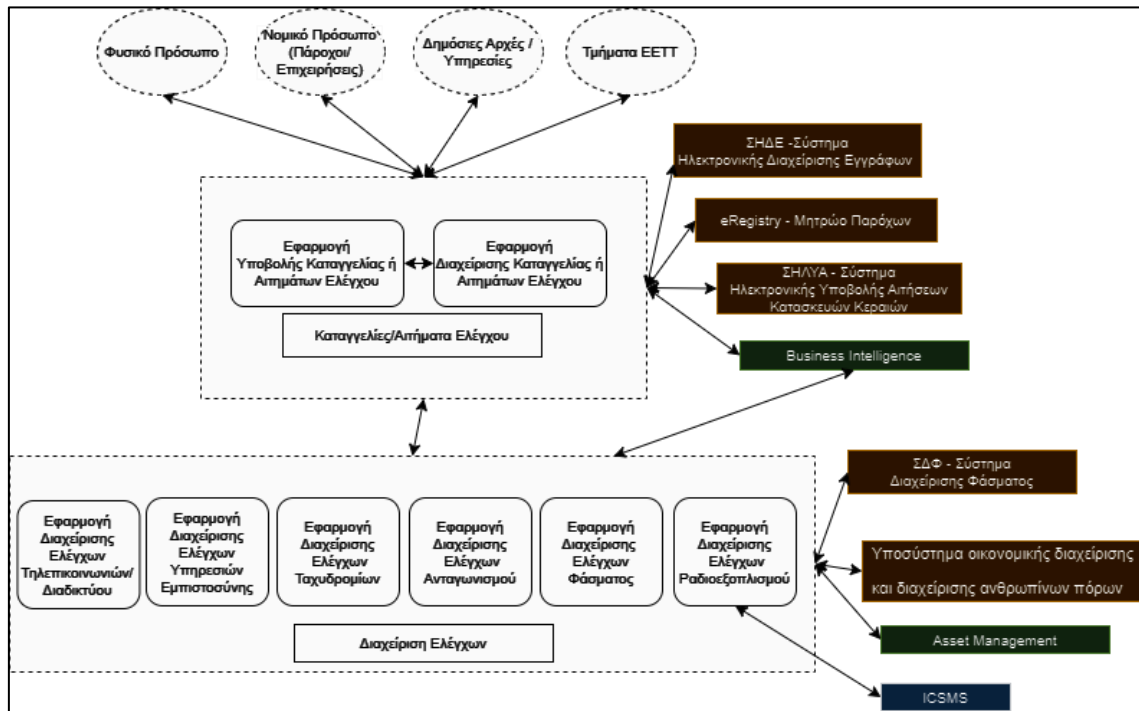 Φυσικό Πρόσωπο
Νομικό Πρόσωπο
(Πάροχοι/
Επιχειρήσεις)
Δημόσιες Αρχές /
Υπηρεσίες
Τμήματα ΕΕΤΤ
ΣΗΔΕ -Σύστημα
Ηλεκτρονικής Διαχείρισης Εγγράφων
eRegistry - Μητρώο Παρόχων
ΣΗΛΥΑ - Σύστημα
Ηλεκτρονικής Υποβολής Αιτήσεων
Κατασκευών Κεραιών
Business Intelligence
Εφαρμογή
Υποβολής Καταγγελίας ή
Αιτημάτων Ελέγχου
Εφαρμογή
Διαχείρισης Καταγγελίας ή
Αιτημάτων Ελέγχου
Καταγγελίες/Αιτήματα Ελέγχου
ΣΔΦ - Σύστημα
Διαχείρισης Φάσματος
Υποσύστημα οικονομικής διαχείρισης
και διαχείρισης ανθρωπίνων πόρων
Asset Management
ICSMS
Εφαρμογή
Διαχείρισης
Ελέγχων
Τηλεπικοινωνιών/
Διαδικτύου
Εφαρμογή
Διαχείρισης
Ελέγχων
Υπηρεσιών
Εμπιστοσύνης
Εφαρμογή
Διαχείρισης
Ελέγχων
Ταχυδρομίων
Εφαρμογή
Διαχείρισης
Ελέγχων
Ανταγωνισμού
Εφαρμογή
Διαχείρισης
Ελέγχων
Φάσματος
Εφαρμογή
Διαχείρισης
Ελέγχων
Ραδιοεξοπλισμού
Διαχείριση Ελέγχων